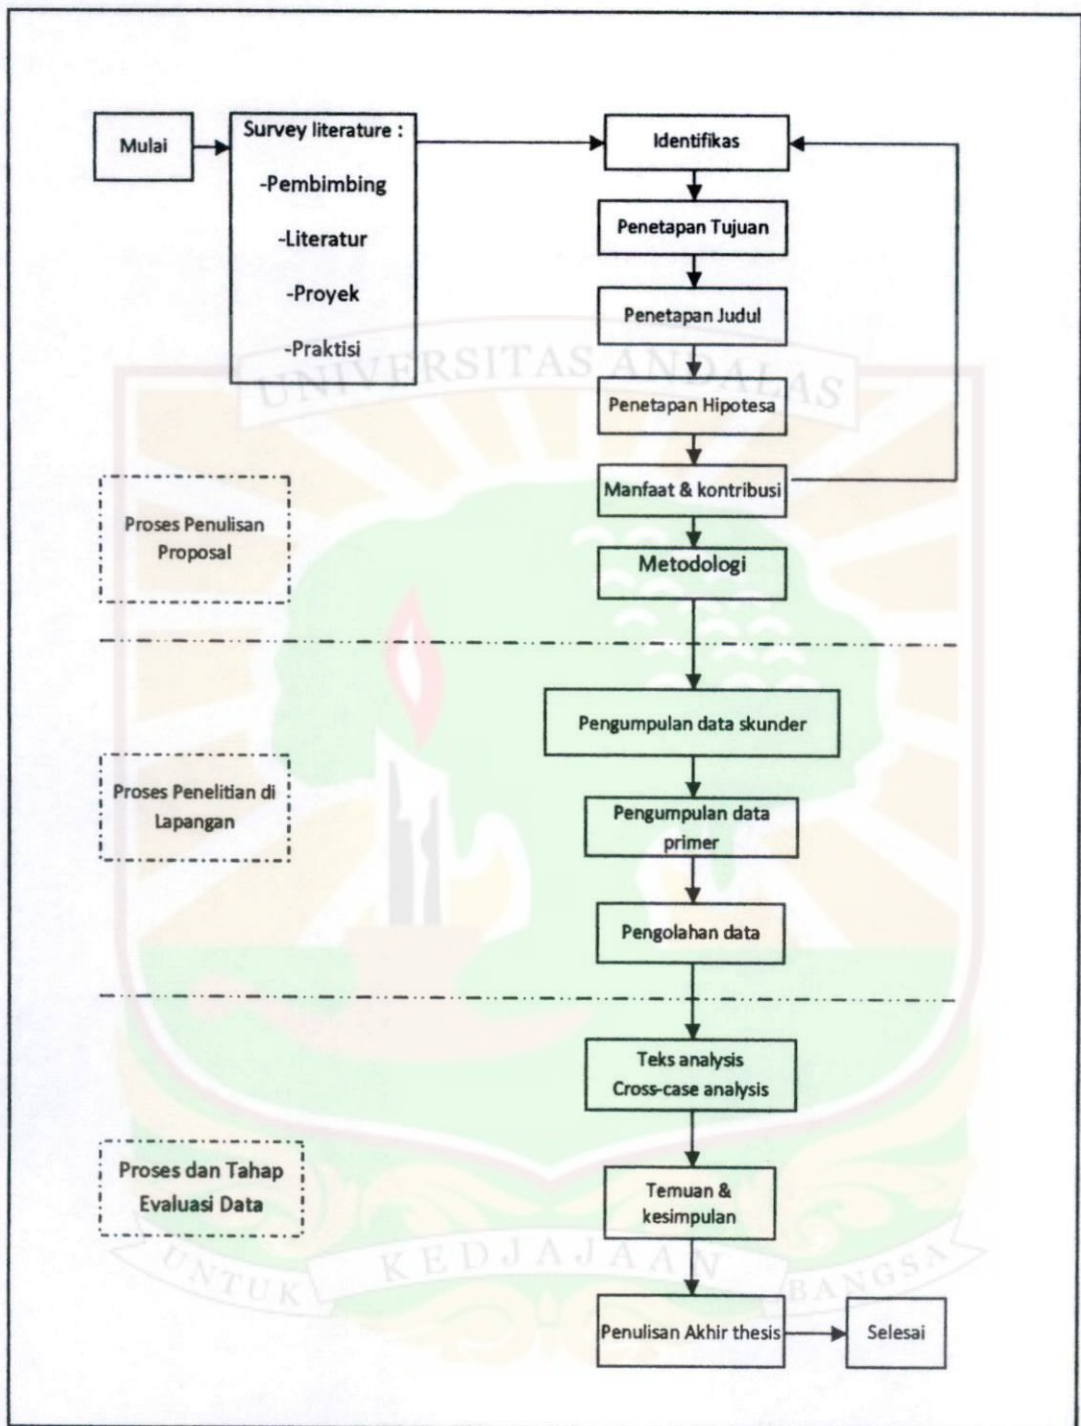 Mulai
Survey literature :
-Pembimbing
-Literatur
-Proyek
-Praktisi
Identifikas
Penetapan Tujuan
Penetapan Judul
Penetapan Hipotesa
Manfaat & kontribusi
Metodologi
Proses Penulisan
Proposal
Pengumpulan data skunder
Proses Penelitian di
Lapangan
Pengumpulan data
primer
Pengolahan data
Teks analysis
Cross-case analysis
Proses dan Tahap
Evaluasi Data
Temuan &
kesimpulan
Penulisan Akhir thesis
Selesai
UNIVERSITAS ANDALAS
UNTUK KEDJAJAAN BANGSA